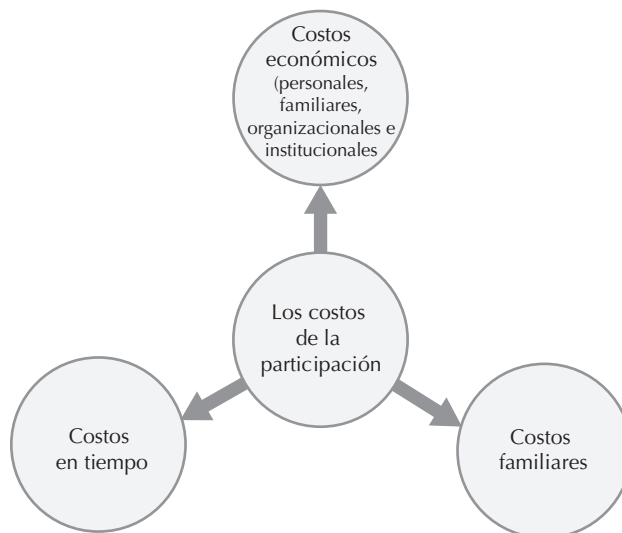 Costos
económicos
(personales,
familiares,
organizacionales e
institucionales
Los costos
de la
participación
Costos
en tiempo
Costos
familiares